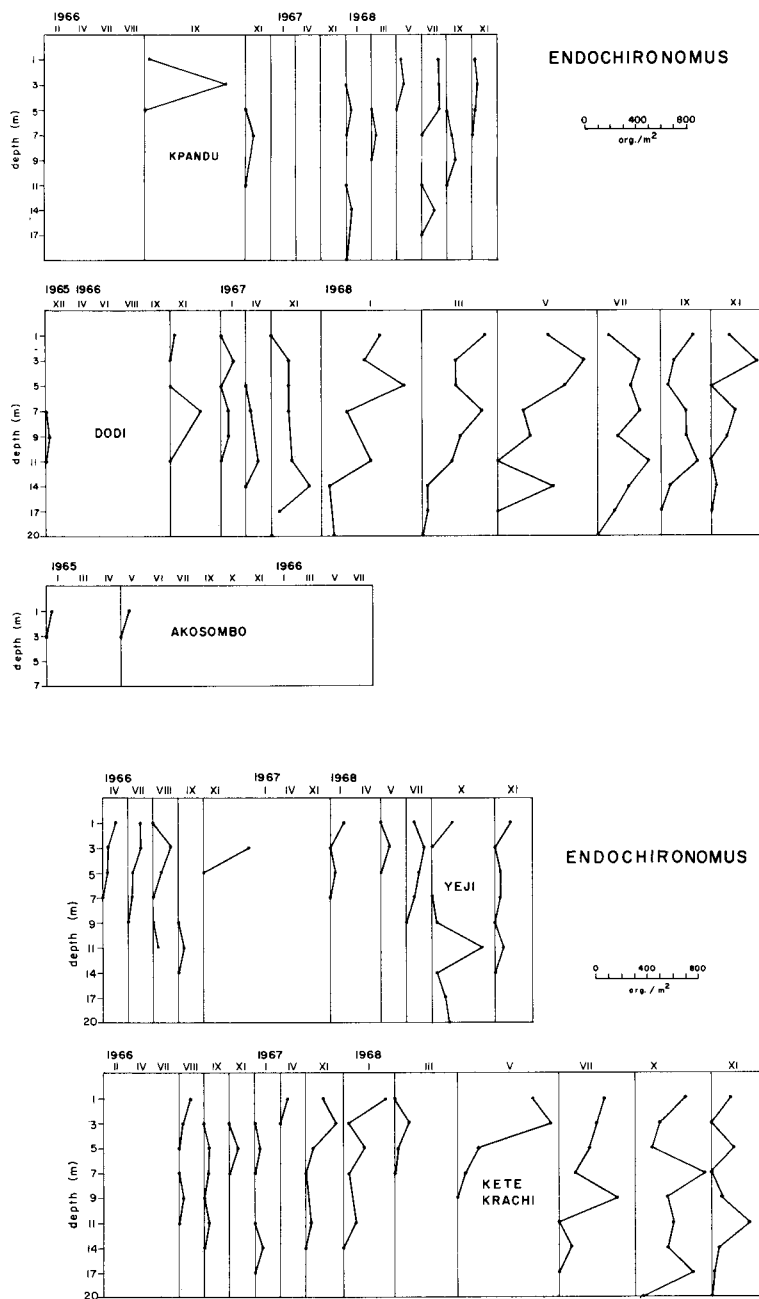 1966 1967 1968
II IV VII VIII IX XI I IV XI I III V VII IX XI
ENDOCHIRONOMUS
0 400 800
org./m²
depth (m)
1
3
5
7
9
11
14
17
KPANDU
1965 1966 1967 1968
XII IV VI VIII IX XI I IV XI I III V VII IX XI
depth (m)
1
3
5
7
9
11
14
17
20
DODI
1965 1966
I III IV V VI VII IX X XI I III V VII
depth (m)
1
3
5
7
AKOSOMBO
1966 1967 1968
IV VII VIII IX XI I IV XI I IV V VII X XI
ENDOCHIRONOMUS
0 400 800
org./m²
depth (m)
1
3
5
7
9
11
14
17
20
YEJI
1966 1967 1968
II IV VII VIII IX XI I IV XI I III V VII X XI
depth (m)
1
3
5
7
9
11
14
17
20
KETE
KRACHI